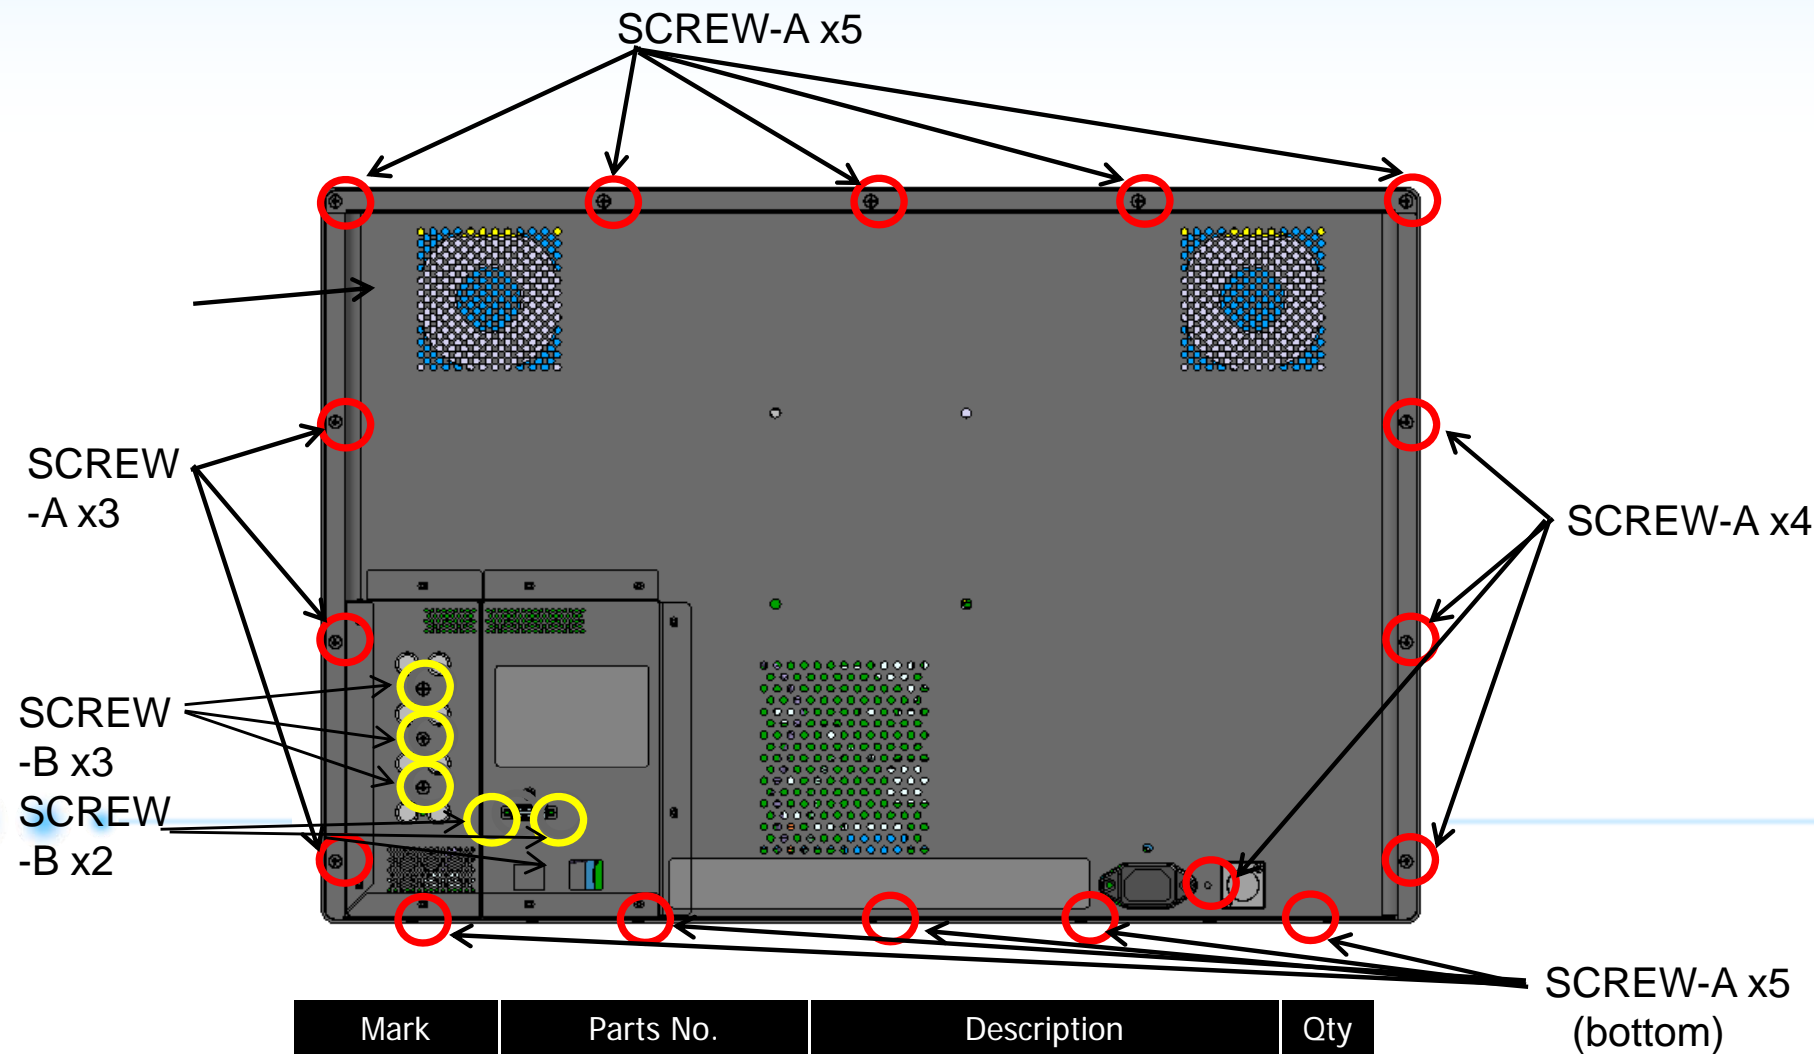 SCREW-A x5
SCREW
-A x3
SCREW-A x4
SCREW
-B x3
SCREW
-B x2
SCREW-A x5
(bottom)
Mark Parts No. Description Qty